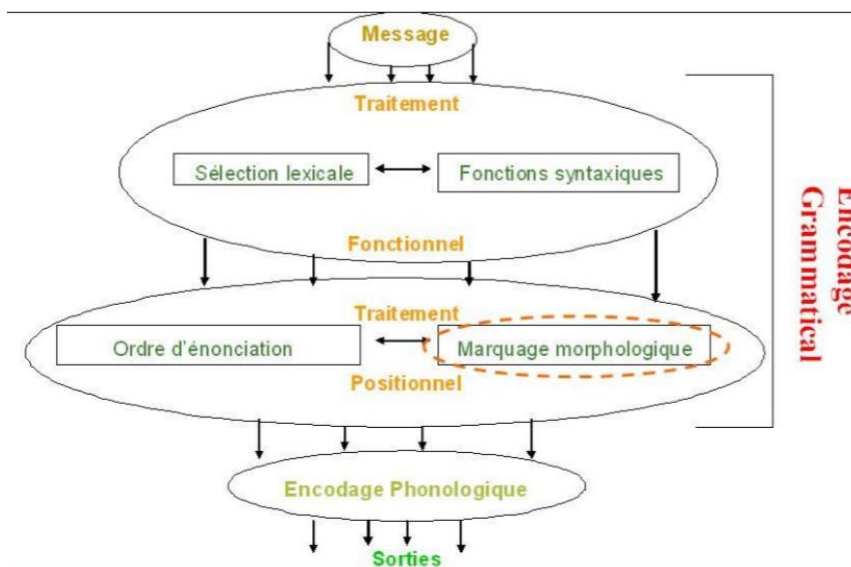 Message
Traitement
Sélection lexicale
Fonctions syntaxiques
Fonctionnel
Traitement
Ordre d'énonciation
Marquage morphologique
Positionnel
Encodage Phonologique
Sorties
Encodage
Grammatical